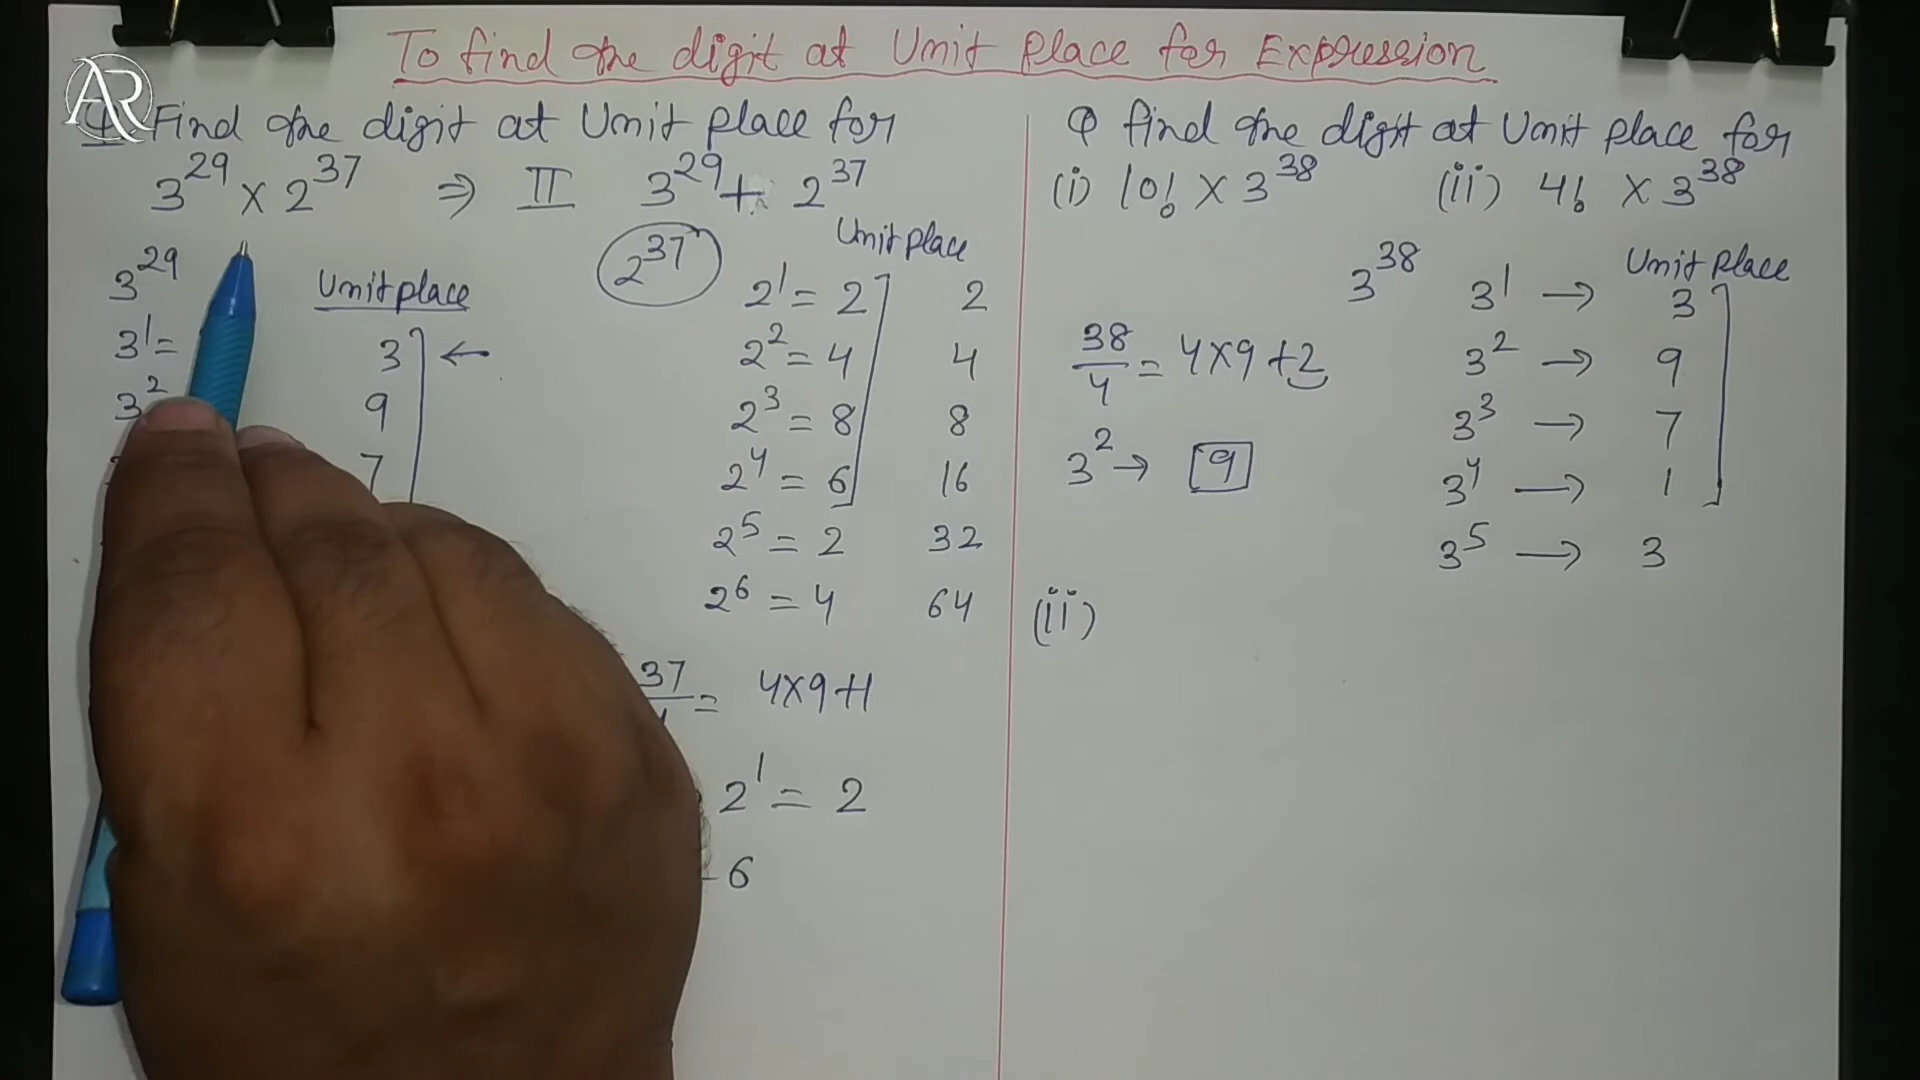 To find the digit at Unit Place for Expression
AR
Q Find the digit at Unit place for
3^29 × 2^37 ⇒ II 3^29 + 2^37
3^29
Unit place
3^1 =
3
←
3^2
9
7
2^37
Unit place
2^1 = 2 2
2^2 = 4 4
2^3 = 8 8
2^4 = 6 16
2^5 = 2 32
2^6 = 4 64
37
= 4×9+1
2^1 = 2
6
Q find the digit at Unit place for
(i) 10! × 3^38 (ii) 4! × 3^38
3^38
Unit Place
3^1 → 3
3^2 → 9
3^3 → 7
3^4 → 1
3^5 → 3
38/4 = 4×9+2
3^2 → 9
(ii)